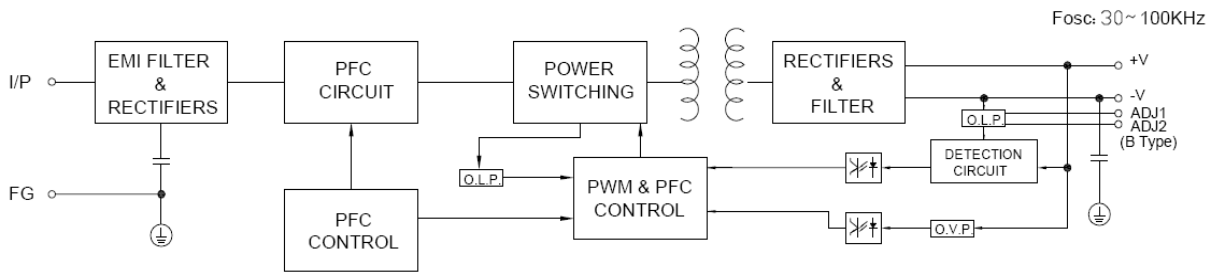 Fosc: 30~100KHz
I/P
EMI FILTER
&
RECTIFIERS
PFC
CIRCUIT
POWER
SWITCHING
RECTIFIERS
&
FILTER
+V
-V
ADJ1
ADJ2
(B Type)
O.L.P.
DETECTION
CIRCUIT
O.L.P.
PWM & PFC
CONTROL
FG
PFC
CONTROL
O.V.P.